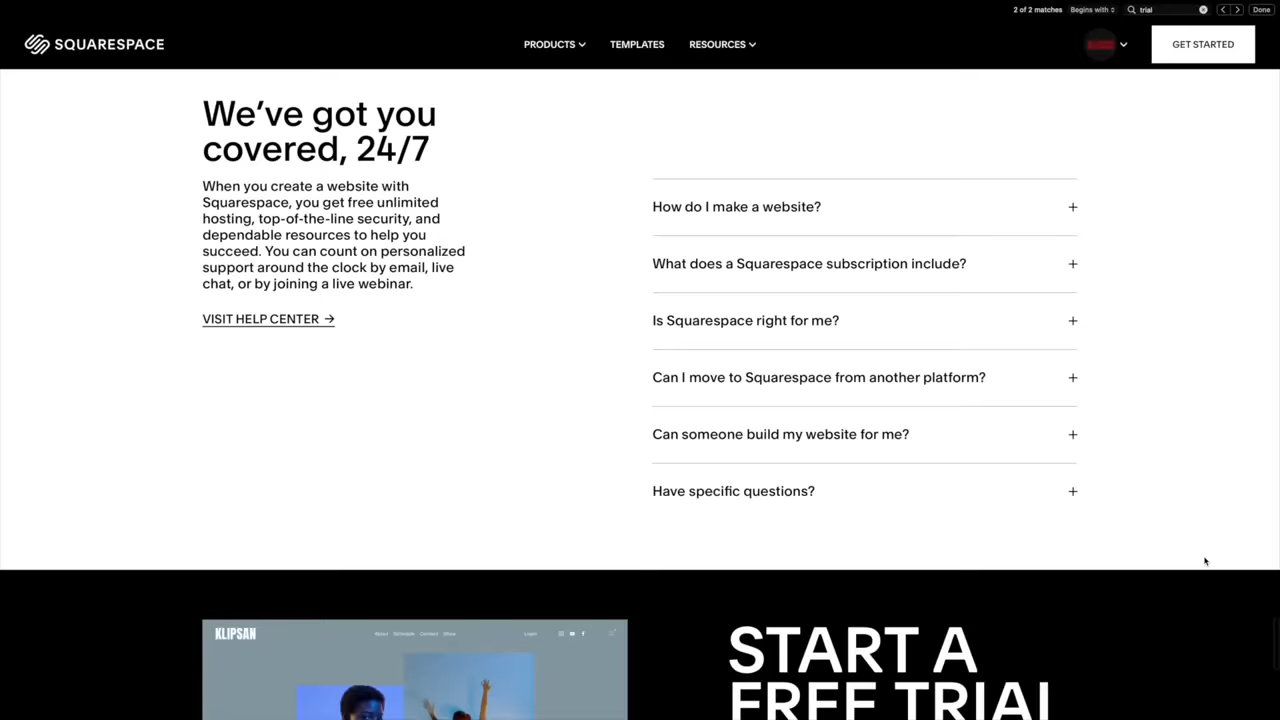 2 of 2 matches Begins with trial Done
SQUARESPACE
PRODUCTS TEMPLATES RESOURCES
GET STARTED
We've got you
covered, 24/7
When you create a website with
Squarespace, you get free unlimited
hosting, top-of-the-line security, and
dependable resources to help you
succeed. You can count on personalized
support around the clock by email, live
chat, or by joining a live webinar.
VISIT HELP CENTER →
How do I make a website? +
What does a Squarespace subscription include? +
Is Squarespace right for me? +
Can I move to Squarespace from another platform? +
Can someone build my website for me? +
Have specific questions? +
KLIPSAN
About Schedule Contact Store Login
START A
FREE TRIAL